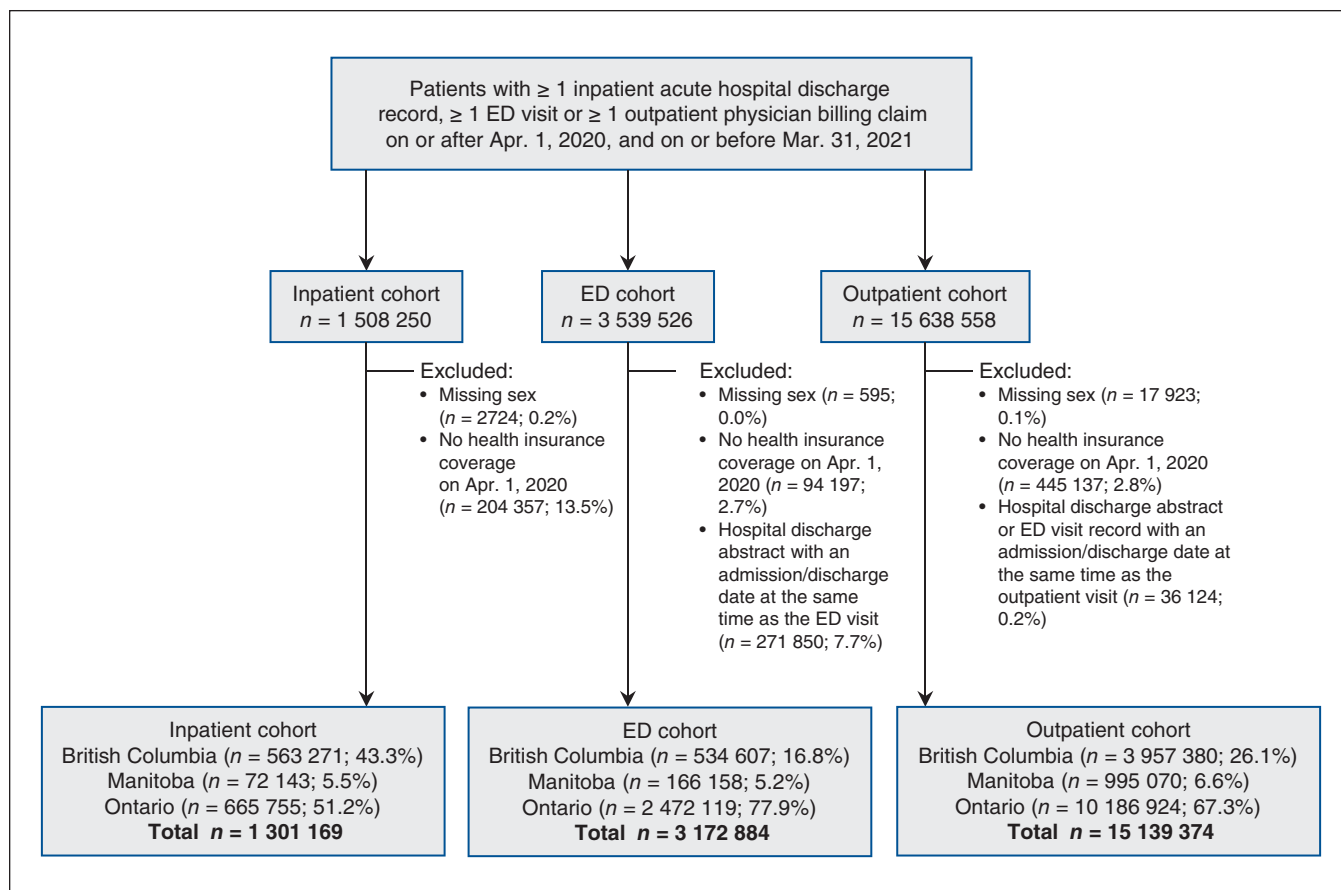 Patients with ≥ 1 inpatient acute hospital discharge
record, ≥ 1 ED visit or ≥ 1 outpatient physician billing claim
on or after Apr. 1, 2020, and on or before Mar. 31, 2021
Inpatient cohort
n = 1 508 250
ED cohort
n = 3 539 526
Outpatient cohort
n = 15 638 558
Excluded:
• Missing sex
(n = 2724; 0.2%)
• No health insurance
coverage
on Apr. 1, 2020
(n = 204 357; 13.5%)
Excluded:
• Missing sex (n = 595;
0.0%)
• No health insurance
coverage on Apr. 1,
2020 (n = 94 197;
2.7%)
• Hospital discharge
abstract with an
admission/discharge
date at the same
time as the ED visit
(n = 271 850; 7.7%)
Excluded:
• Missing sex (n = 17 923;
0.1%)
• No health insurance
coverage on Apr. 1, 2020
(n = 445 137; 2.8%)
• Hospital discharge abstract
or ED visit record with an
admission/discharge date at
the same time as the
outpatient visit (n = 36 124;
0.2%)
Inpatient cohort
British Columbia (n = 563 271; 43.3%)
Manitoba (n = 72 143; 5.5%)
Ontario (n = 665 755; 51.2%)
Total n = 1 301 169
ED cohort
British Columbia (n = 534 607; 16.8%)
Manitoba (n = 166 158; 5.2%)
Ontario (n = 2 472 119; 77.9%)
Total n = 3 172 884
Outpatient cohort
British Columbia (n = 3 957 380; 26.1%)
Manitoba (n = 995 070; 6.6%)
Ontario (n = 10 186 924; 67.3%)
Total n = 15 139 374